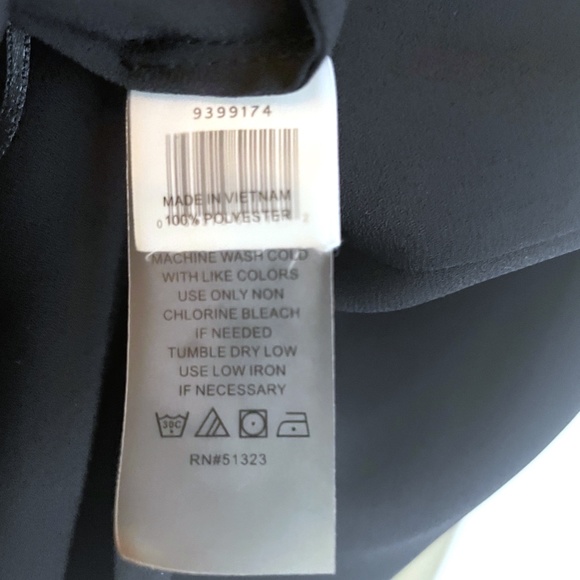 9399174
MADE IN VIETNAM
100% POLYESTER
MACHINE WASH COLD
WITH LIKE COLORS
USE ONLY NON
CHLORINE BLEACH
IF NEEDED
TUMBLE DRY LOW
USE LOW IRON
IF NECESSARY
30C
RN#51323